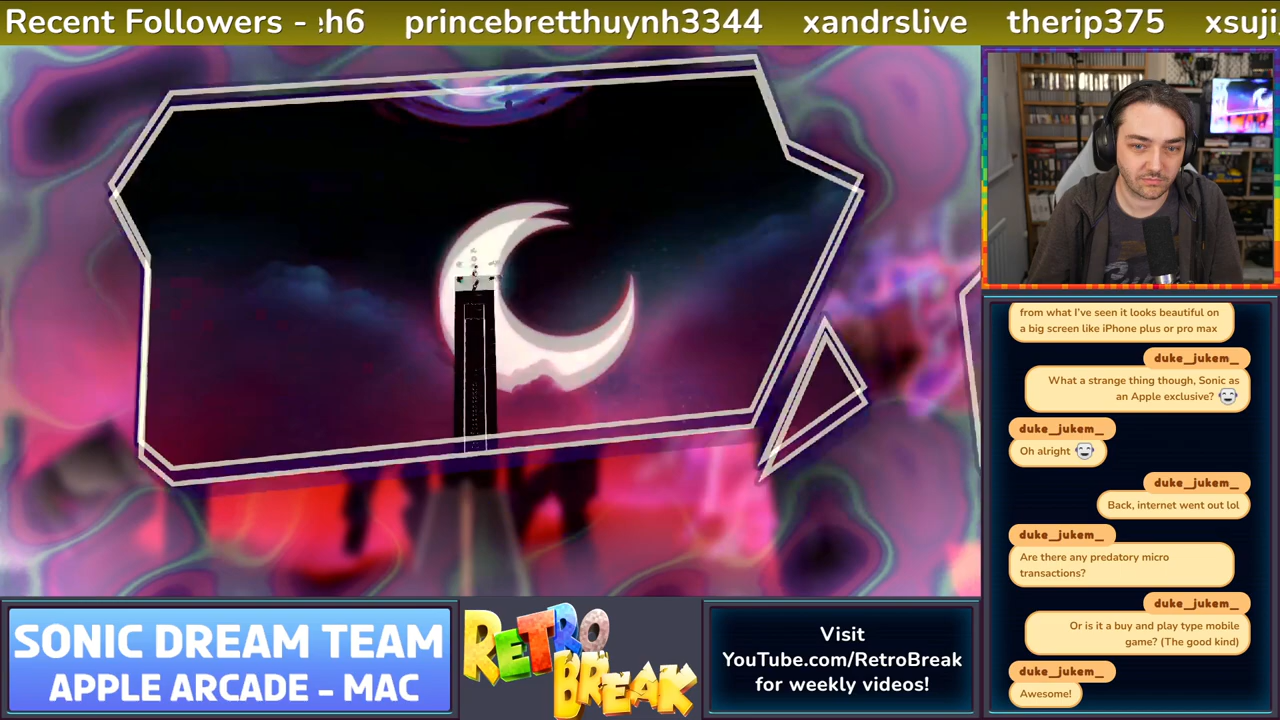 Recent Followers - :h6 princebretthuynh3344 xandrslive therip375 xsuji
from what I've seen it looks beautiful on
a big screen like iPhone plus or pro max
duke_jukem_
What a strange thing though, Sonic as
an Apple exclusive?
duke_jukem_
Oh alright
duke_jukem_
Back, internet went out lol
duke_jukem_
Are there any predatory micro
transactions?
duke_jukem_
Or is it a buy and play type mobile
game? (The good kind)
duke_jukem_
Awesome!
SONIC DREAM TEAM
APPLE ARCADE - MAC
RETRO
BREAK
Visit
YouTube.com/RetroBreak
for weekly videos!